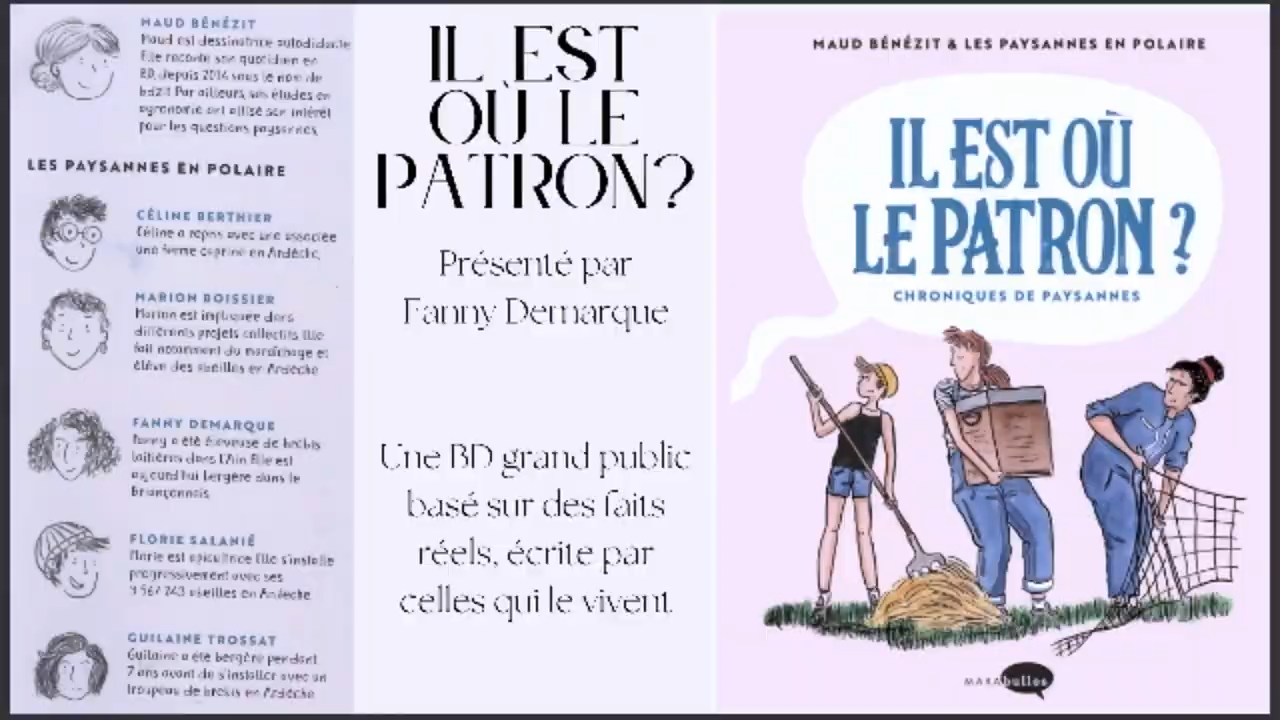 MAUD BÉNÉZIT
Maud est dessinatrice autodidacte
Elle raconte son quotidien en
BD depuis 2014 sous le nom de
bézit Par ailleurs, ses études en
agronomie ont attisé son intérêt
pour les questions paysannes.
LES PAYSANNES EN POLAIRE
CÉLINE BERTHIER
Céline a repris avec une associée
une ferme caprine en Ardèche.
MARION BOISSIER
Marion est impliquée dans
différents projets collectifs Elle
fait notamment du maraîchage et
élève des abeilles en Ardèche
FANNY DEMARQUE
Fanny a été éleveuse de brebis
laitières dans l'Ain Elle est
aujourd'hui bergère dans le
Briançonnais
FLORIE SALANIÉ
Florie est apicultrice Elle s'installe
progressivement avec ses
abeilles en Ardèche
GUILAINE TROSSAT
Guilaine a été bergère pendant
7 ans avant de s'installer avec un
troupeau de brebis en Ardèche
IL EST
OÙ LE
PATRON?
Présenté par
Fanny Demarque
Une BD grand public
basé sur des faits
réels, écrite par
celles qui le vivent.
MAUD BÉNÉZIT & LES PAYSANNES EN POLAIRE
IL EST OÙ
LE PATRON ?
CHRONIQUES DE PAYSANNES
MARAbulles